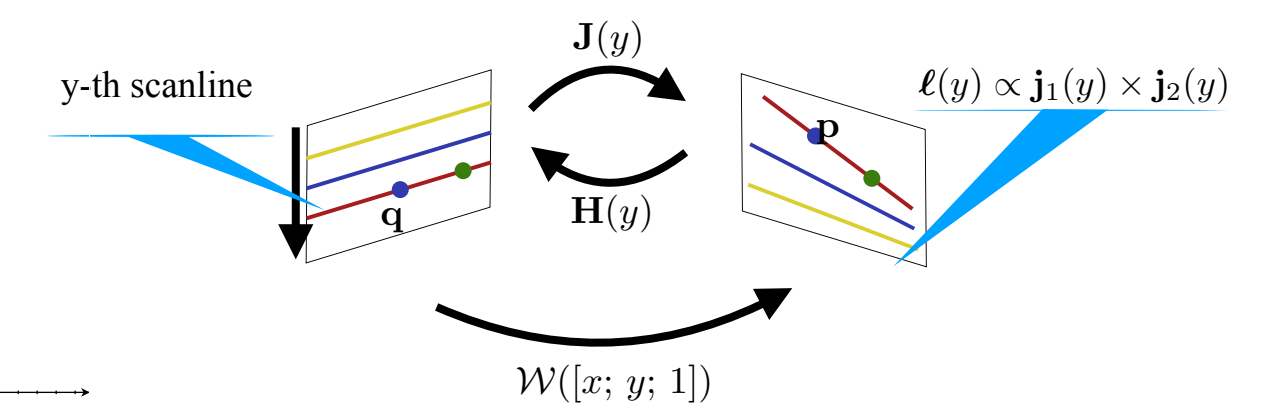 J(y)
y-th scanline
ℓ(y) ∝ j₁(y) × j₂(y)
p
q
H(y)
𝒲([x; y; 1])